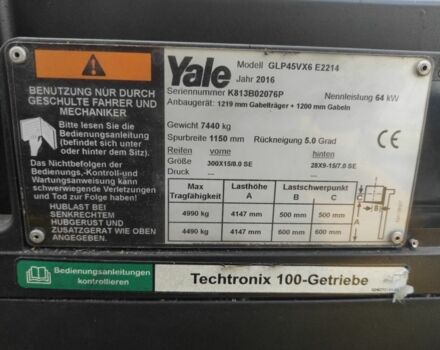 BENUTZUNG NUR DURCH
GESCHULTE FAHRER UND
MECHANIKER
Bitte lesen Sie die
Bedienungsanleitung
(befindet sich unter
oder hinter dem Sitz).
Das Nichtbefolgen der
Bedienungs,-Kontroll-und
Wartungsanweisung kann
schwerwiegende Verletzungen
und Tod zur Folge haben!
HUBLAST BEI
SENKRECHTEM
HUBGERUST UND
ZUSATZGERÄT WIE OBEN
ANGEGEBEN.
Yale
Modell GLP45VX6 E2214
Jahr 2016
Seriennummer K813B02076P Nennleistung 64 kW
Anbaugerät: 1219 mm Gabelträger + 1200 mm Gabeln
Gewicht 7440 kg
Spurbreite 1150 mm Rückneigung 5.0 Grad
Reifen vorne hinten
Größe 300X15/8.0 SE 28X9-15/7.0 SE
Druck --- ---
Max Tragfähigkeit Lasthöhe A Lastschwerpunkt B C
4990 kg 4147 mm 500 mm 500 mm
4490 kg 4147 mm 600 mm 600 mm
C
B
A
CE
Bedienungsanleitungen
kontrollieren
Techtronix 100-Getriebe